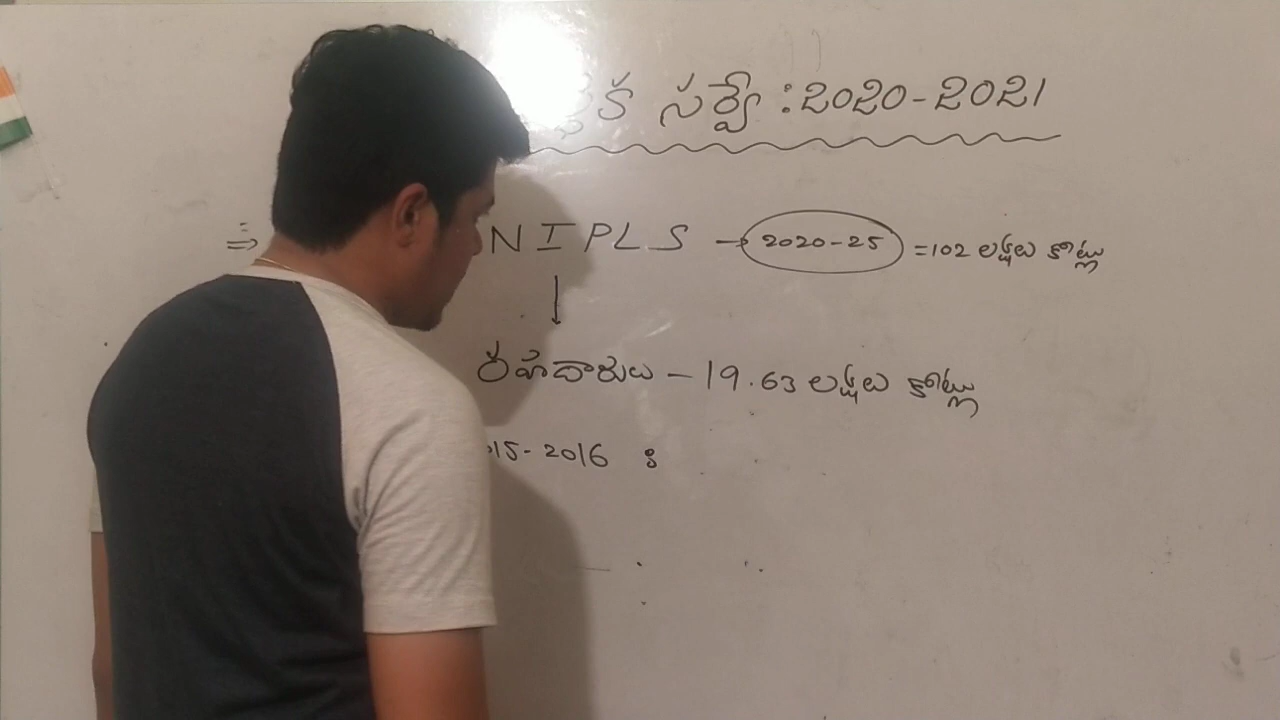 సర్వే : 2020-2021
⇒ NIPLS → 2020-25 = 102 లక్షల కోట్లు
↓
రహదారులు - 19.63 లక్షల కోట్లు
15-2016 :